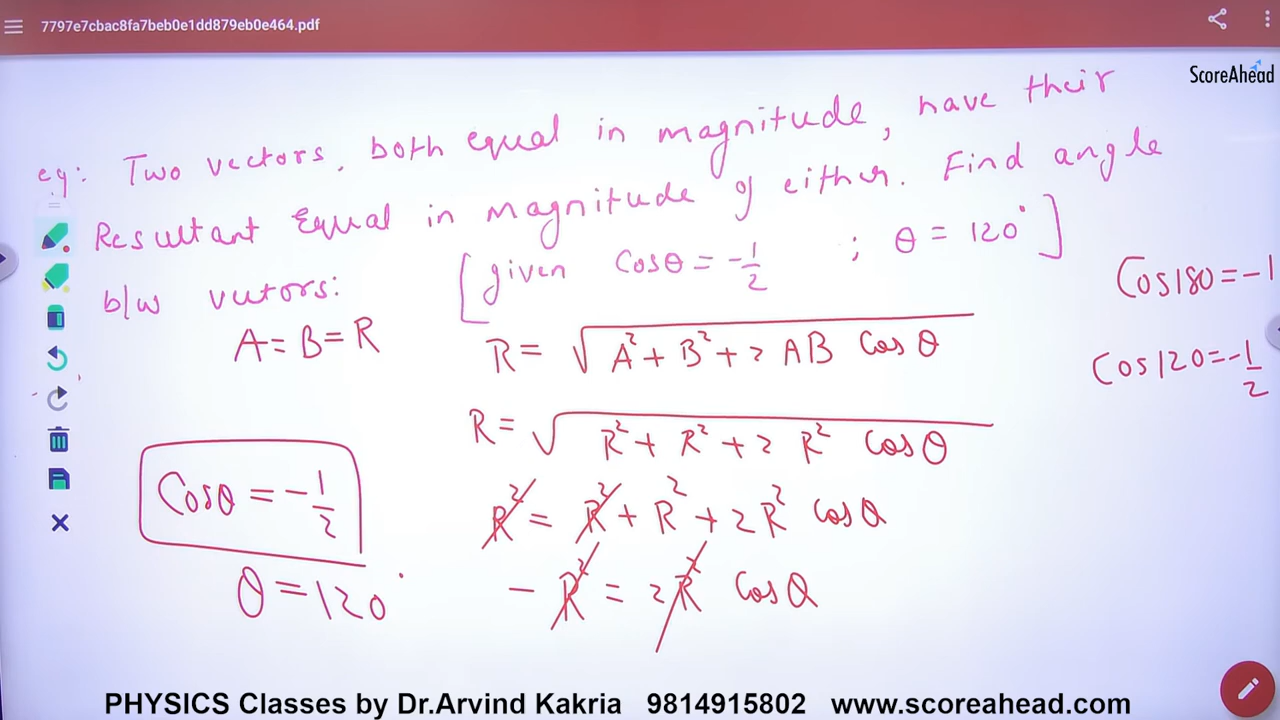 7797e7cbac8fa7beb0e1dd879eb0e464.pdf
ScoreAhead
eg: Two vectors, both equal in magnitude, have their
Resultant Equal in magnitude of either. Find angle
b/w vectors: [given Cosθ = -1/2 ; θ = 120°]
Cos180 = -1
A = B = R
R = √A² + B² + 2 AB Cos θ
Cos120 = -1/2
R = √R² + R² + 2 R² Cosθ
Cosθ = -1/2
R² = R² + R² + 2R² Cosθ
θ = 120°
- R² = 2R² Cosθ
PHYSICS Classes by Dr.Arvind Kakria 9814915802 www.scoreahead.com